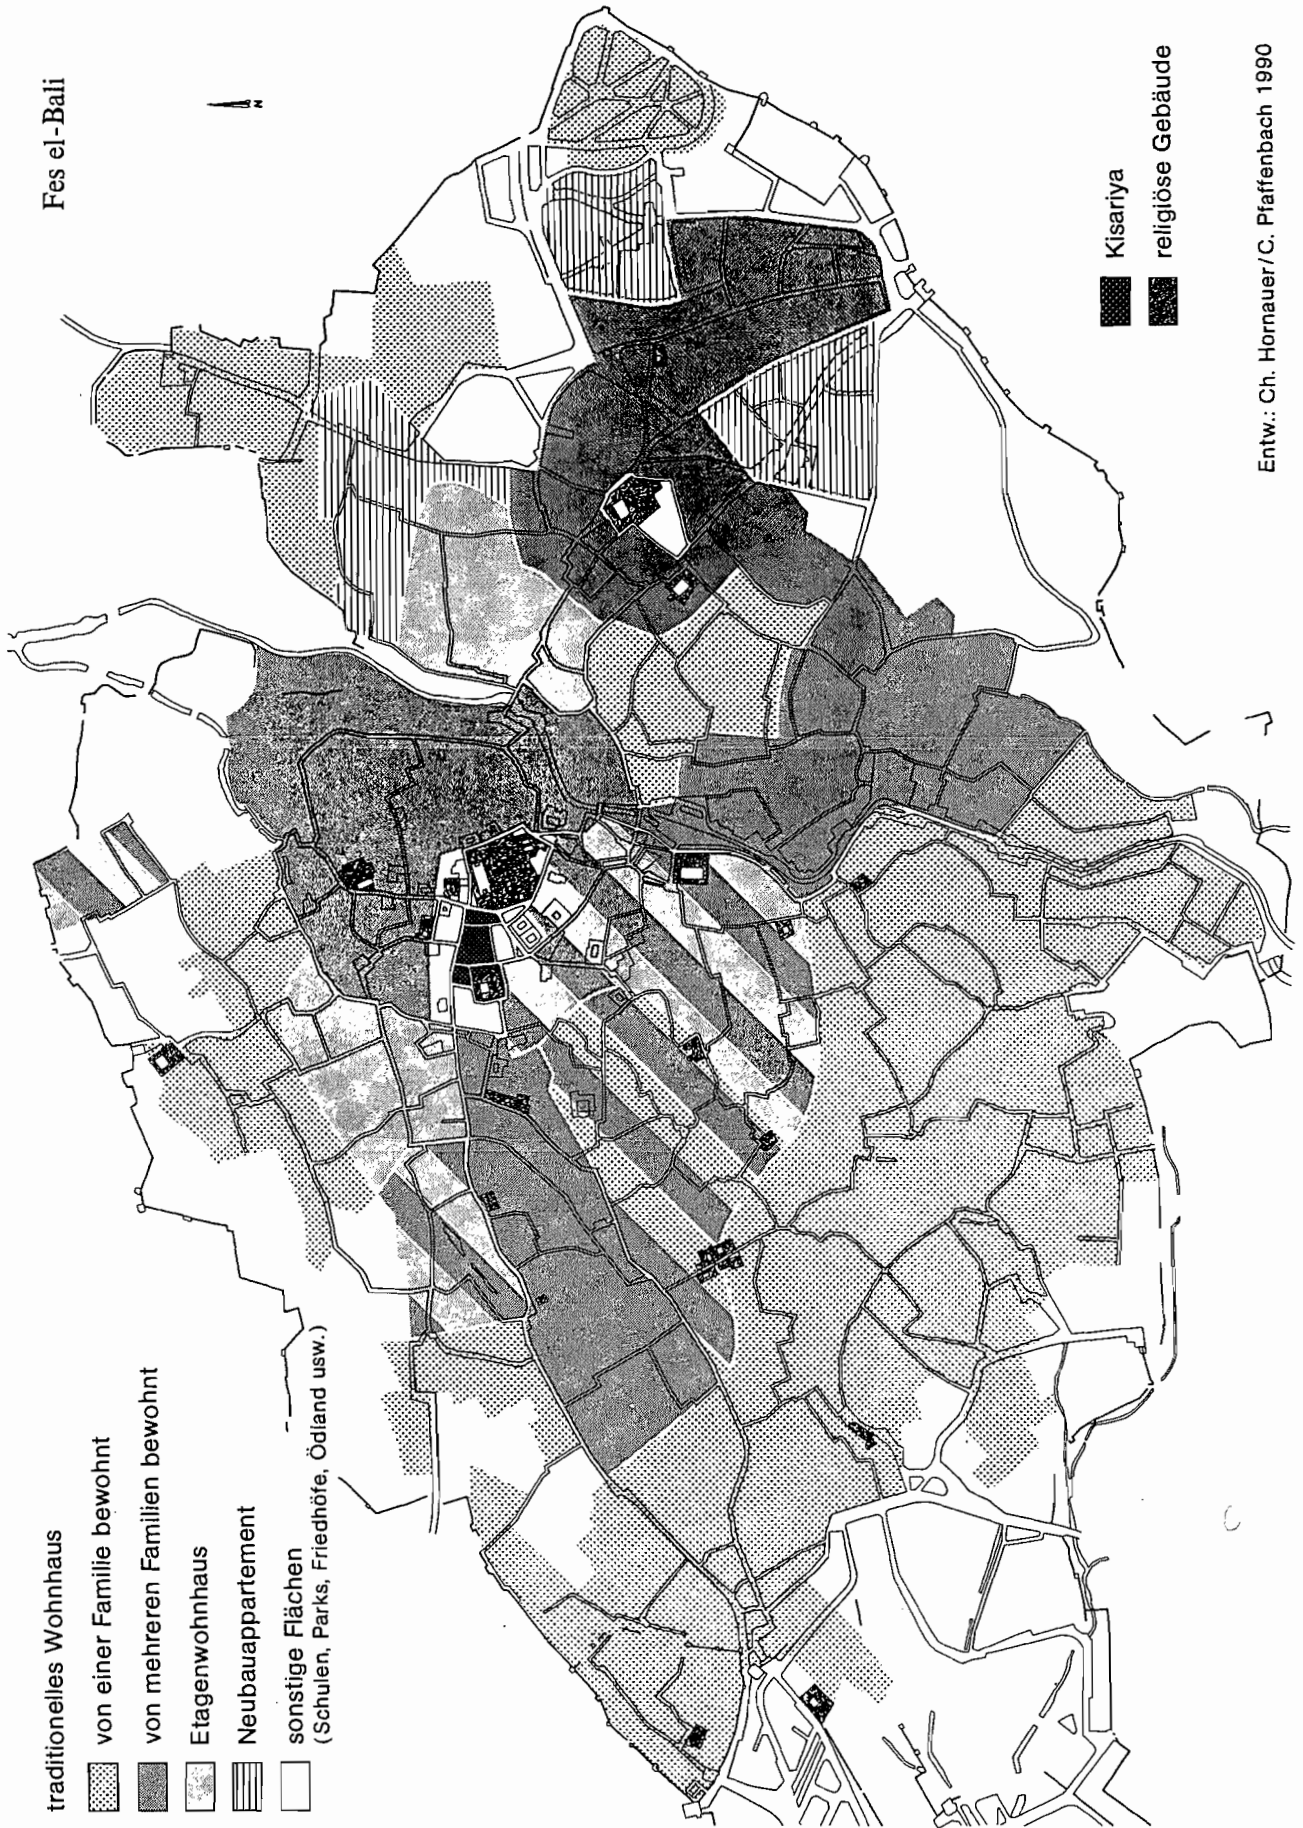 Fes el-Bali
N
traditionelles Wohnhaus
von einer Familie bewohnt
von mehreren Familien bewohnt
Etagenwohnhaus
Neubauappartement
sonstige Flächen
(Schulen, Parks, Friedhöfe, Ödland usw.)
Kisariya
religiöse Gebäude
Entw.: Ch. Hornauer/C. Pfaffenbach 1990